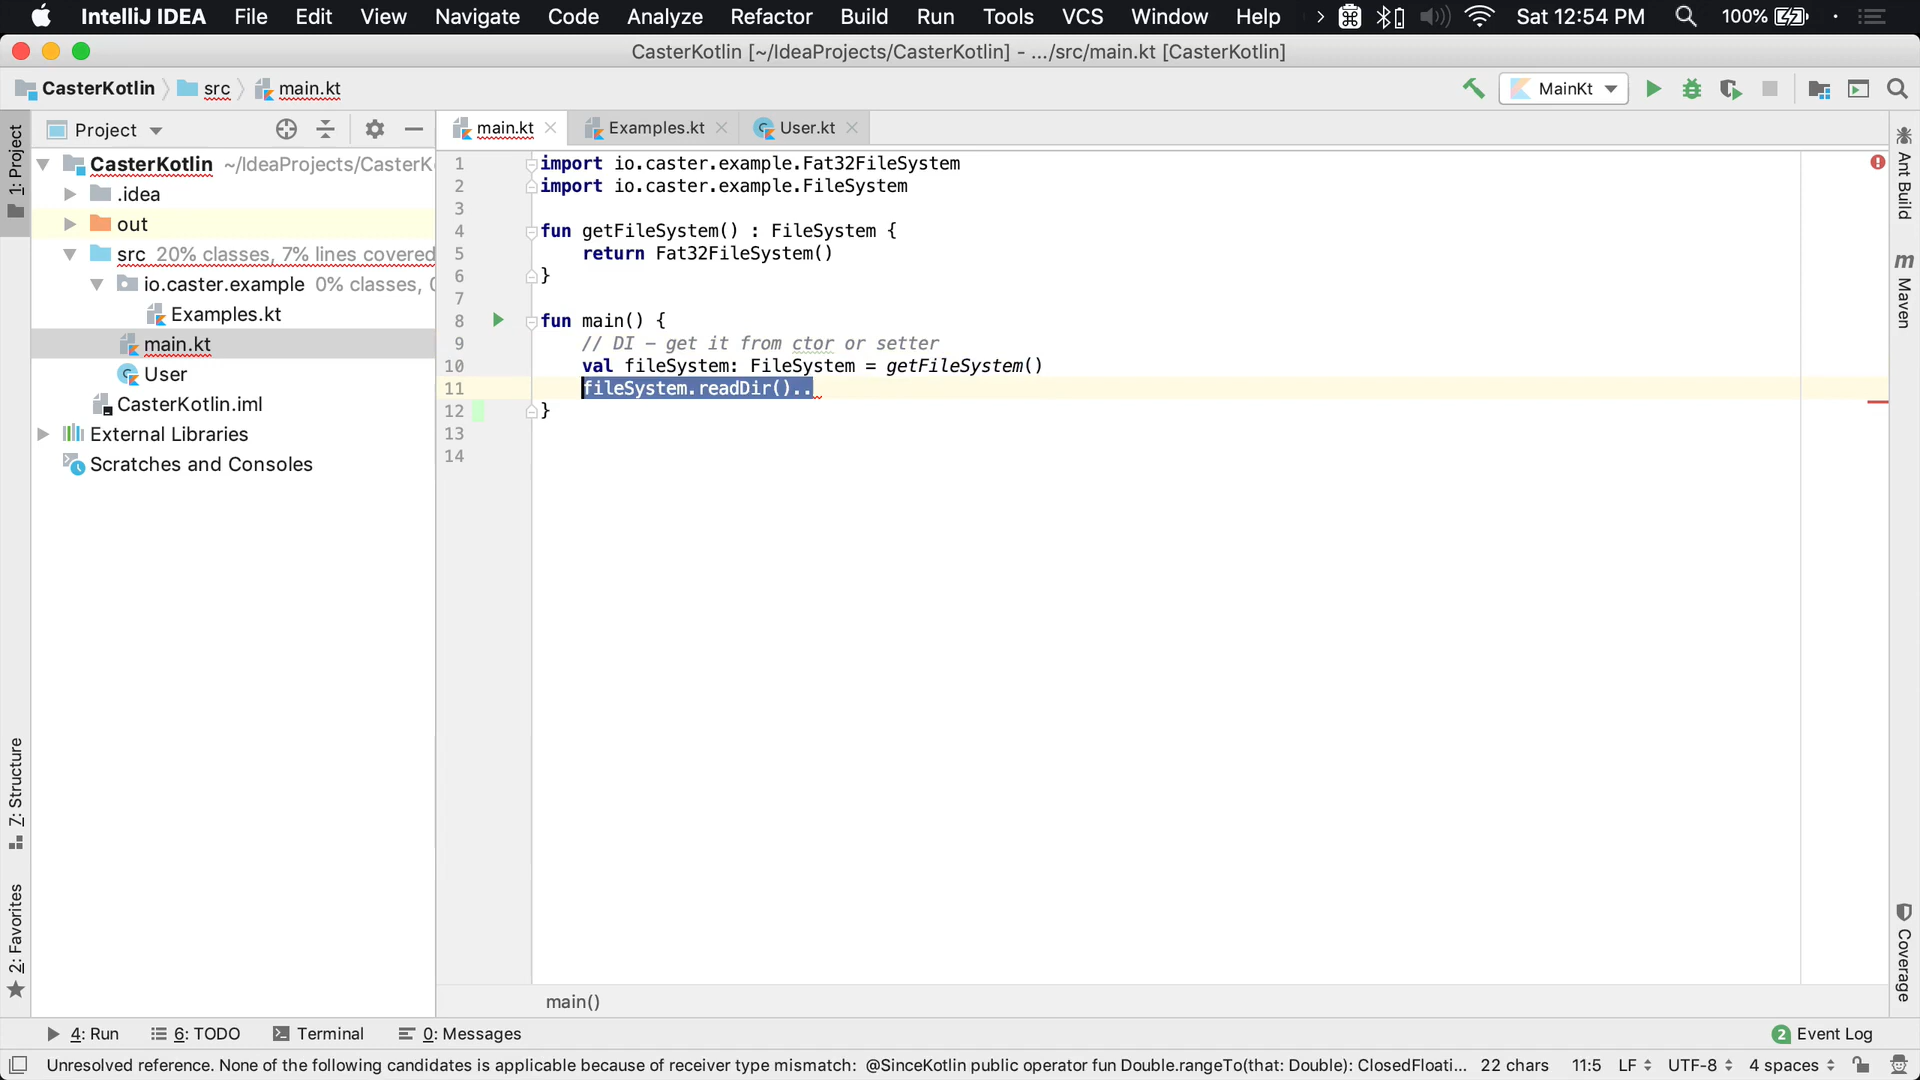 IntelliJ IDEA File Edit View Navigate Code Analyze Refactor Build Run Tools VCS Window Help Sat 12:54 PM 100%
CasterKotlin [~/IdeaProjects/CasterKotlin] - .../src/main.kt [CasterKotlin]
CasterKotlin src main.kt MainKt
Project
main.kt Examples.kt User.kt
1: Project
CasterKotlin ~/IdeaProjects/CasterK
.idea
out
src 20% classes, 7% lines covered
io.caster.example 0% classes, 
Examples.kt
main.kt
User
CasterKotlin.iml
External Libraries
Scratches and Consoles
Z: Structure
2: Favorites
1 import io.caster.example.Fat32FileSystem
2 import io.caster.example.FileSystem
3
4 fun getFileSystem() : FileSystem {
5 return Fat32FileSystem()
6 }
7
8 fun main() {
9 // DI – get it from ctor or setter
10 val fileSystem: FileSystem = getFileSystem()
11 fileSystem.readDir()..
12 }
13
14
Ant Build
m Maven
Coverage
main()
4: Run 6: TODO Terminal 0: Messages 2 Event Log
Unresolved reference. None of the following candidates is applicable because of receiver type mismatch: @SinceKotlin public operator fun Double.rangeTo(that: Double): ClosedFloati... 22 chars 11:5 LF UTF-8 4 spaces